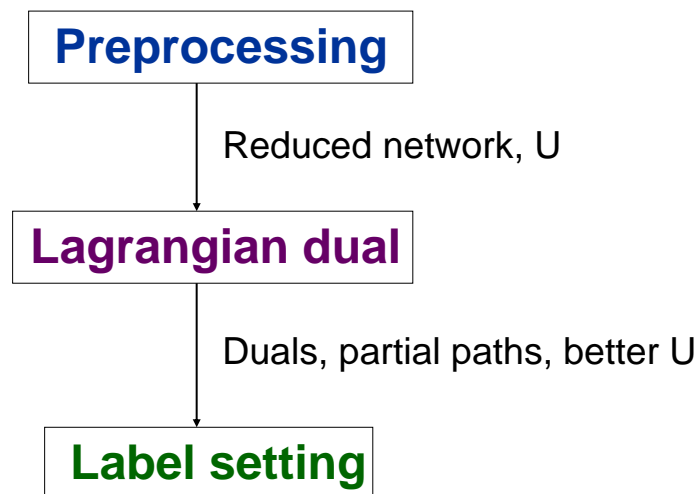 Preprocessing
Reduced network, U
Lagrangian dual
Duals, partial paths, better U
Label setting